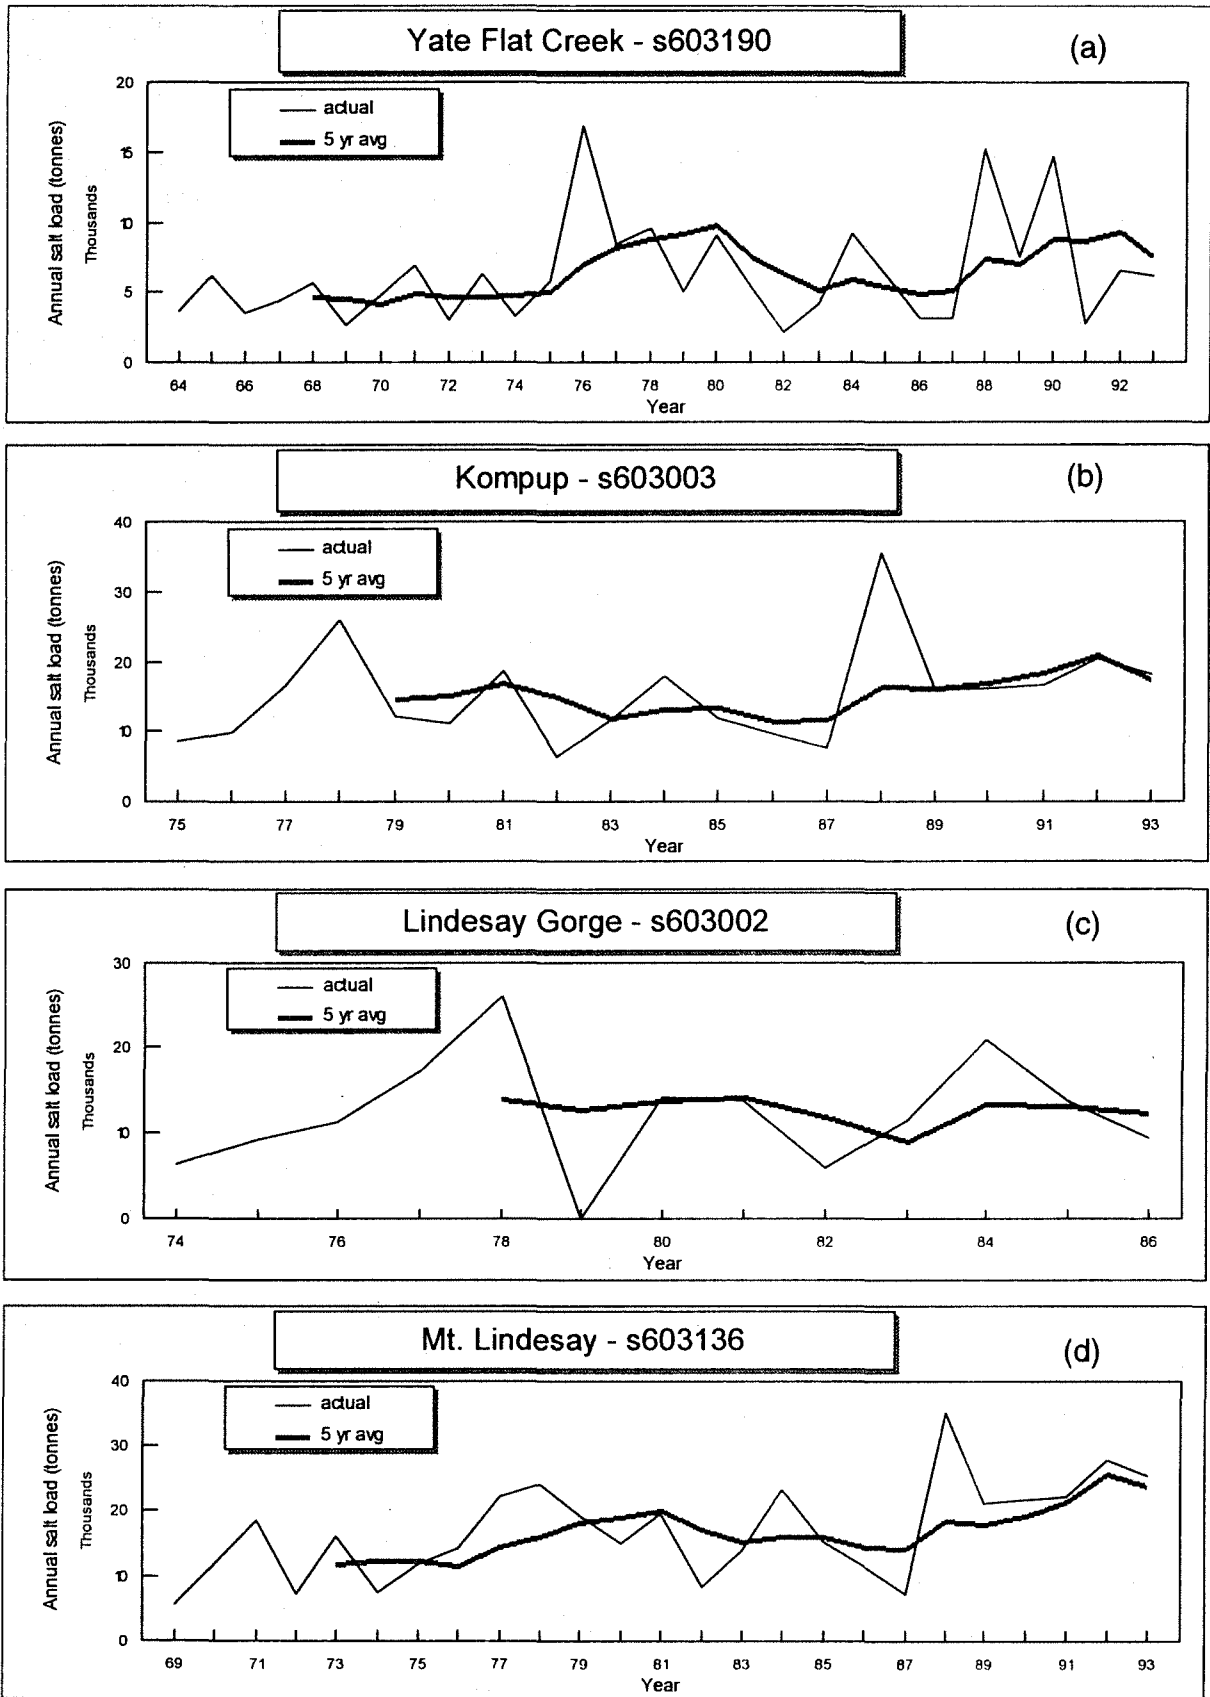 Yate Flat Creek - s603190
(a)
actual
5 yr avg
Annual salt load (tonnes)
Thousands
20
15
10
5
0
64 66 68 70 72 74 76 78 80 82 84 86 88 90 92
Year
Kompup - s603003
(b)
actual
5 yr avg
Annual salt load (tonnes)
Thousands
40
30
20
10
0
75 77 79 81 83 85 87 89 91 93
Year
Lindesay Gorge - s603002
(c)
actual
5 yr avg
Annual salt load (tonnes)
Thousands
30
20
10
0
74 76 78 80 82 84 86
Year
Mt. Lindesay - s603136
(d)
actual
5 yr avg
Annual salt load (tonnes)
Thousands
40
30
20
10
0
69 71 73 75 77 79 81 83 85 87 89 91 93
Year